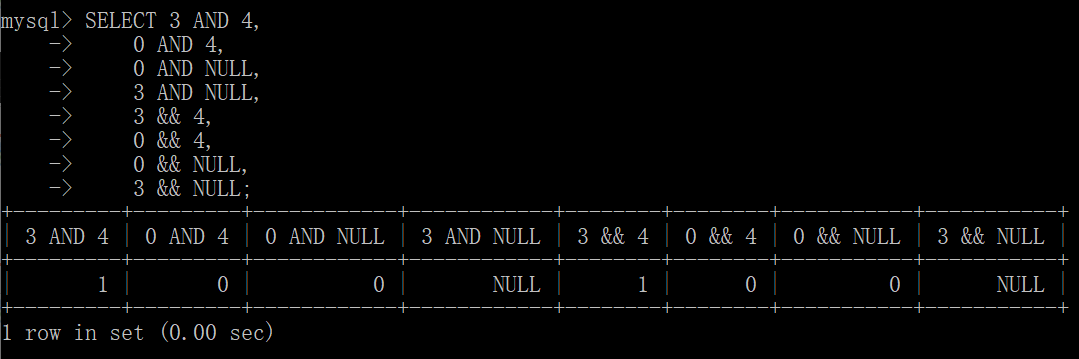 mysql> SELECT 3 AND 4,
    ->     0 AND 4,
    ->     0 AND NULL,
    ->     3 AND NULL,
    ->     3 && 4,
    ->     0 && 4,
    ->     0 && NULL,
    ->     3 && NULL;
+---------+---------+------------+------------+--------+--------+-----------+-----------+
| 3 AND 4 | 0 AND 4 | 0 AND NULL | 3 AND NULL | 3 && 4 | 0 && 4 | 0 && NULL | 3 && NULL |
+---------+---------+------------+------------+--------+--------+-----------+-----------+
|       1 |       0 |          0 |       NULL |      1 |      0 |         0 |      NULL |
+---------+---------+------------+------------+--------+--------+-----------+-----------+
1 row in set (0.00 sec)